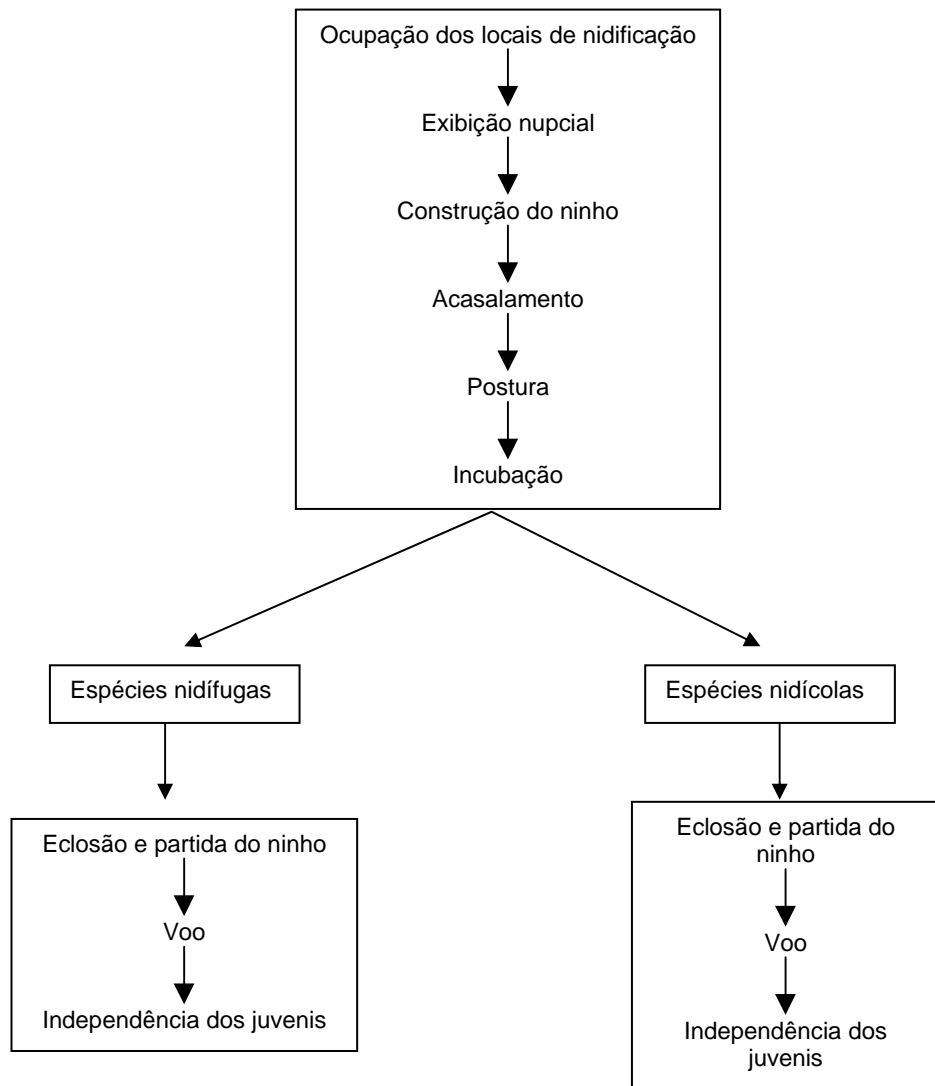 Ocupação dos locais de nidificação
Exibição nupcial
Construção do ninho
Acasalamento
Postura
Incubação
Espécies nidífugas
Espécies nidícolas
Eclosão e partida do ninho
Voo
Independência dos juvenis
Eclosão e partida do
ninho
Voo
Independência dos
juvenis